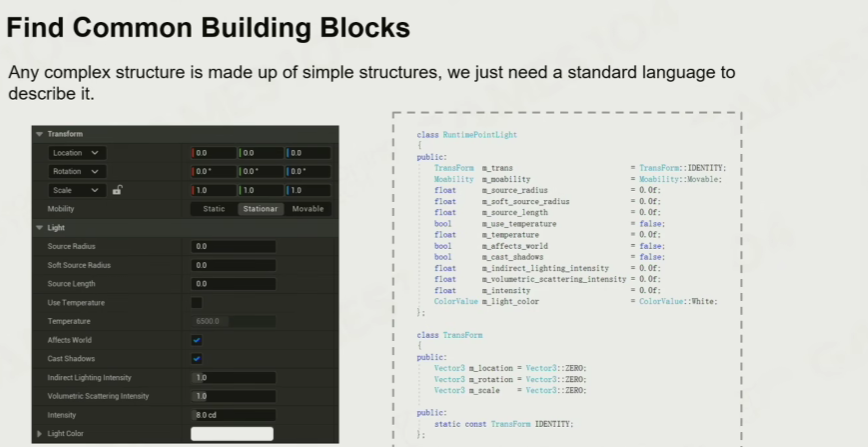 Find Common Building Blocks
Any complex structure is made up of simple structures, we just need a standard language to
describe it.
Transform
Location 0.0 0.0 0.0
Rotation 0.0° 0.0° 0.0°
Scale 1.0 1.0 1.0
Mobility Static Stationar Movable
Light
Source Radius 0.0
Soft Source Radius 0.0
Source Length 0.0
Use Temperature
Temperature 6500.0
Affects World
Cast Shadows
Indirect Lighting Intensity 1.0
Volumetric Scattering Intensity 1.0
Intensity 8.0 cd
Light Color
class RuntimePointLight
{
public:
TransForm m_trans = TransForm::IDENTITY;
Moability m_moability = Moability::Movable;
float m_source_radius = 0.0f;
float m_soft_source_radius = 0.0f;
float m_source_length = 0.0f;
bool m_use_temperature = false;
float m_temperature = 0.0f;
bool m_affects_world = false;
bool m_cast_shadows = false;
float m_indirect_lighting_intensity = 0.0f;
float m_volumetric_scattering_intensity = 0.0f;
float m_intensity = 0.0f;
ColorValue m_light_color = ColorValue::White;
};
class TransForm
{
public:
Vector3 m_location = Vector3::ZERO;
Vector3 m_rotation = Vector3::ZERO;
Vector3 m_scale = Vector3::ZERO;
public:
static const TransForm IDENTITY;
};